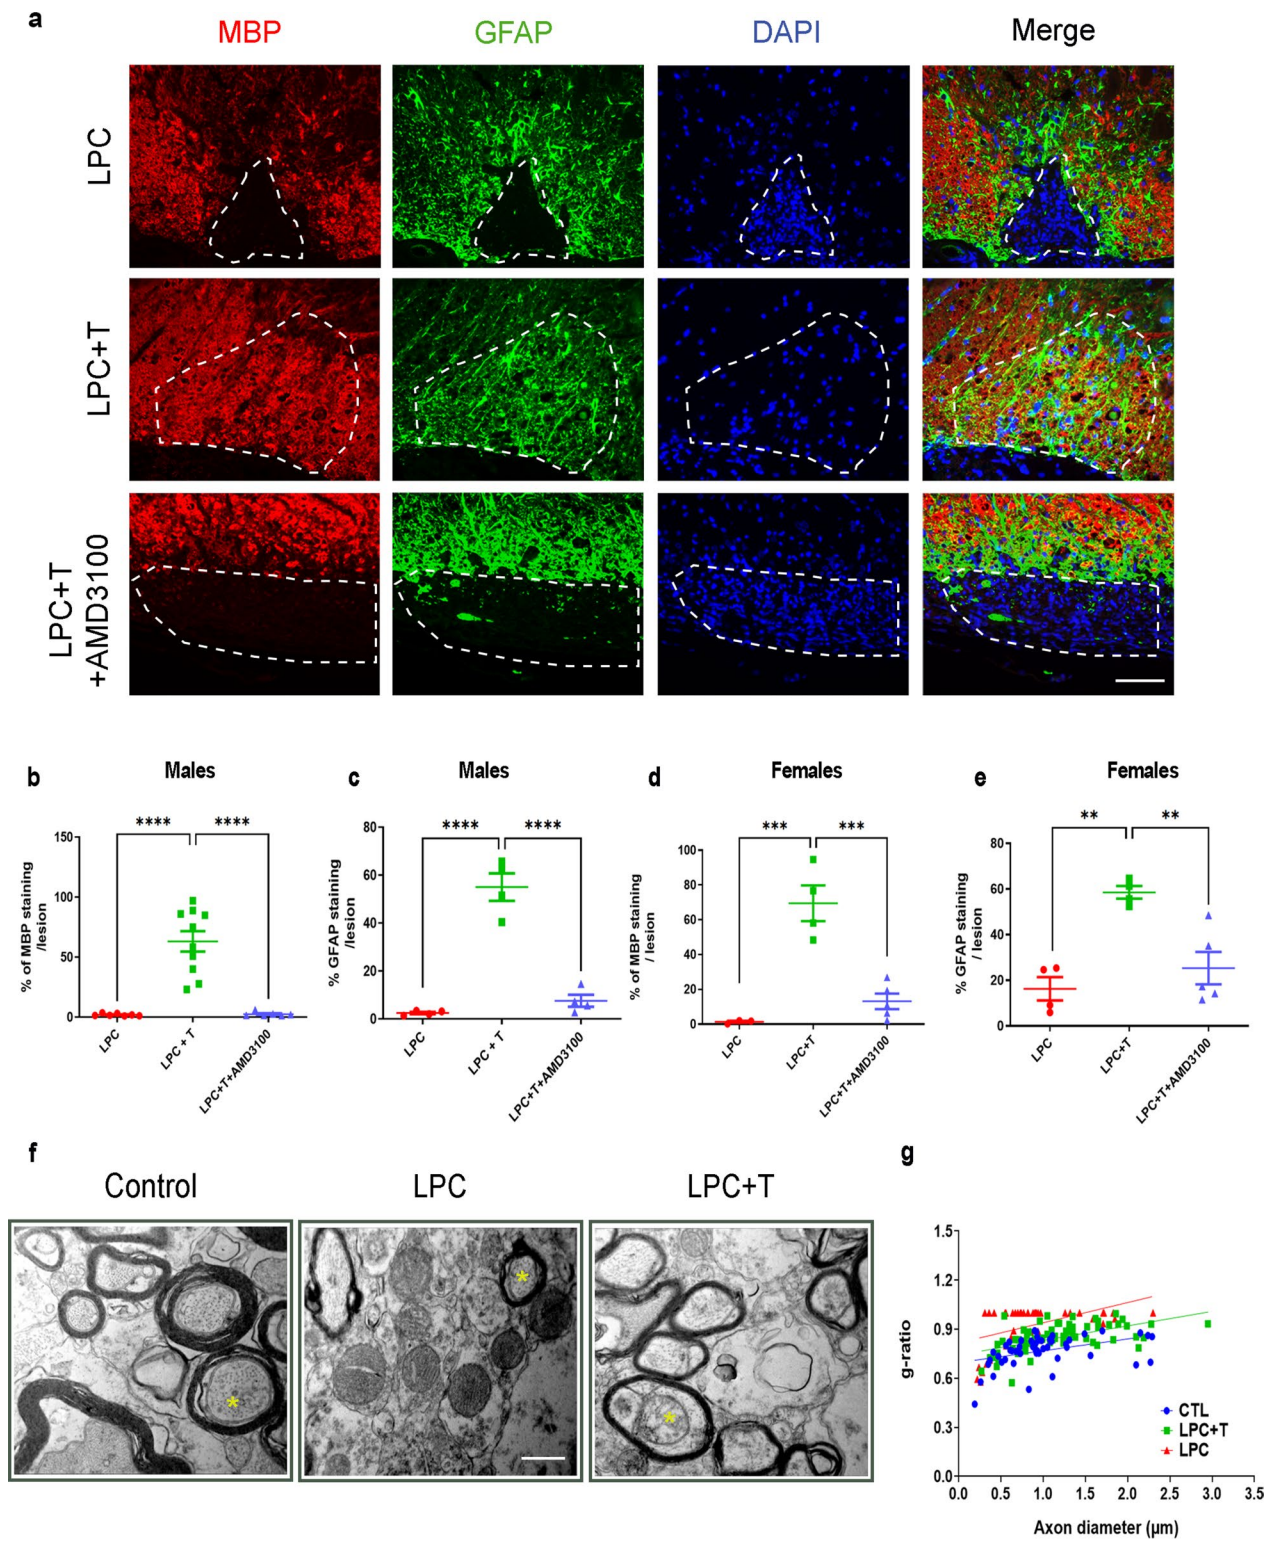 a
MBP GFAP DAPI Merge
LPC
LPC+T
LPC+T
+AMD3100
b Males
% of MBP staining
/lesion
**** ****
150
100
50
0
LPC LPC + T LPC+T+AMD3100
c Males
% GFAP staining
/lesion
**** ****
80
60
40
20
0
LPC LPC + T LPC+T+AMD3100
d Females
% of MBP staining
/ lesion
*** ***
100
80
60
40
20
0
LPC LPC+T LPC+T+AMD3100
e Females
% GFAP staining
/ lesion
** **
80
60
40
20
0
LPC LPC+T LPC+T+AMD3100
f
Control LPC LPC+T
* * *
g
g-ratio
1.5
1.2
0.9
0.6
0.3
0.0
0.0 0.5 1.0 1.5 2.0 2.5 3.0 3.5
Axon diameter (µm)
CTL
LPC+T
LPC